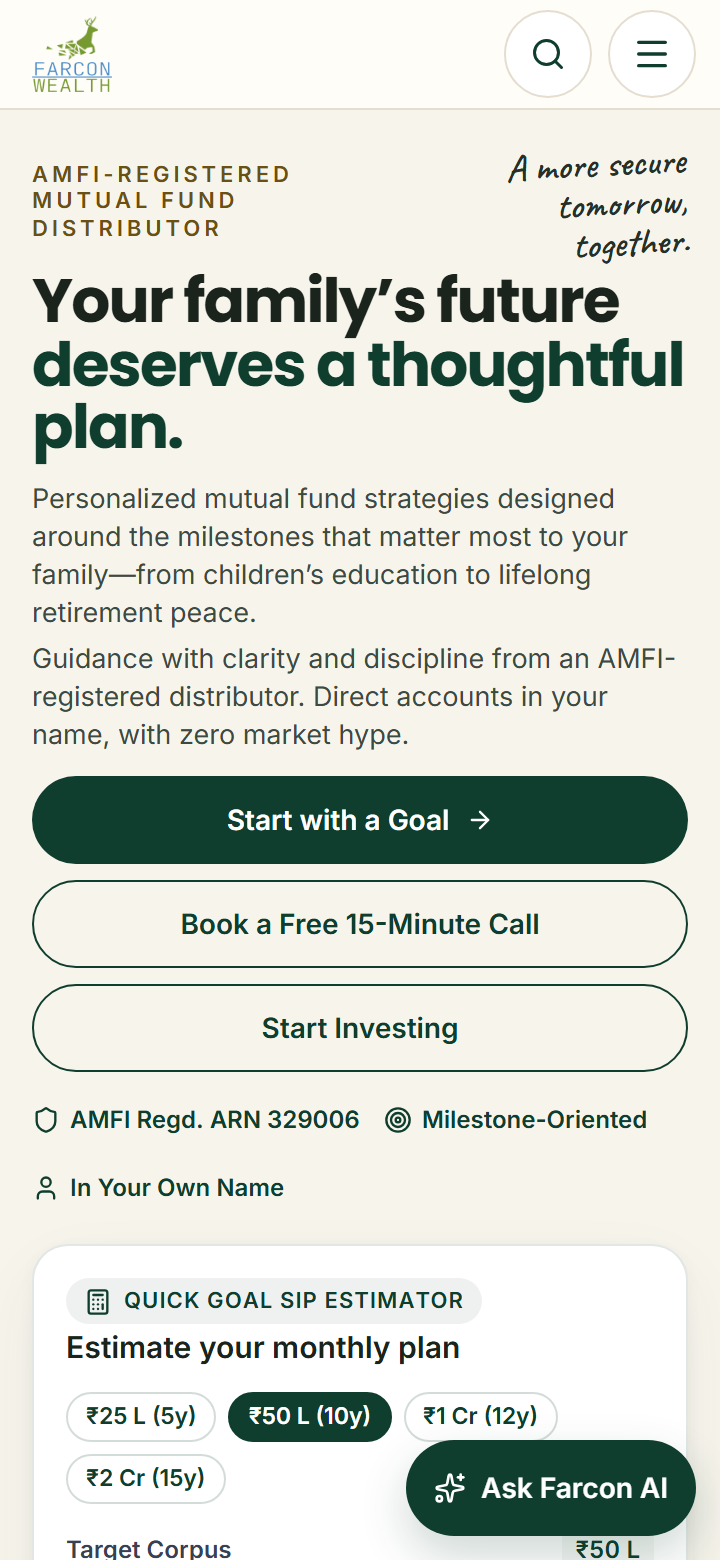 FARCON
WEALTH
AMFI-REGISTERED
MUTUAL FUND
DISTRIBUTOR
A more secure
tomorrow,
together.
Your family’s future
deserves a thoughtful
plan.
Personalized mutual fund strategies designed
around the milestones that matter most to your
family—from children’s education to lifelong
retirement peace.
Guidance with clarity and discipline from an AMFI-
registered distributor. Direct accounts in your
name, with zero market hype.
Start with a Goal →
Book a Free 15-Minute Call
Start Investing
AMFI Regd. ARN 329006 Milestone-Oriented
In Your Own Name
QUICK GOAL SIP ESTIMATOR
Estimate your monthly plan
₹25 L (5y) ₹50 L (10y) ₹1 Cr (12y)
₹2 Cr (15y)
Ask Farcon AI
Target Corpus ₹50 L